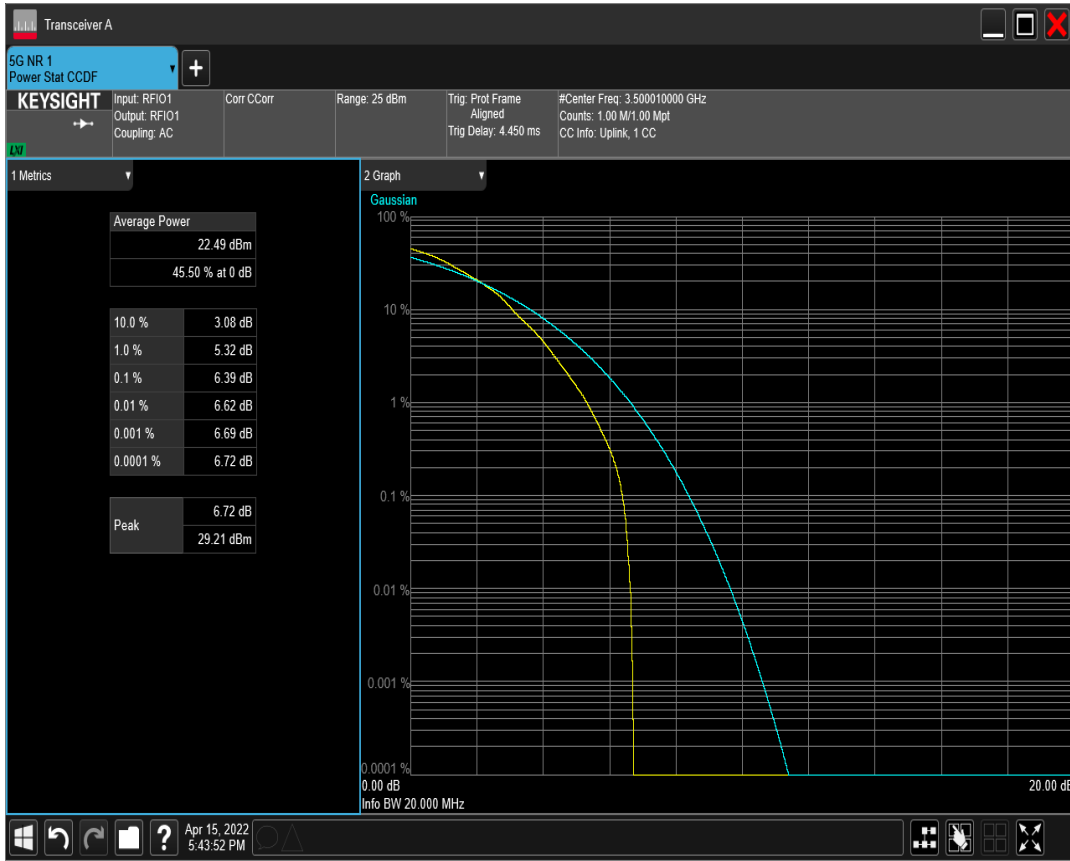 Transceiver A
5G NR 1
Power Stat CCDF
KEYSIGHT
LXI
Input: RFIO1
Output: RFIO1
Coupling: AC
Corr CCorr
Range: 25 dBm
Trig: Prot Frame
Aligned
Trig Delay: 4.450 ms
#Center Freq: 3.500010000 GHz
Counts: 1.00 M/1.00 Mpt
CC Info: Uplink, 1 CC
1 Metrics
Average Power
22.49 dBm
45.50 % at 0 dB
10.0 % 3.08 dB
1.0 % 5.32 dB
0.1 % 6.39 dB
0.01 % 6.62 dB
0.001 % 6.69 dB
0.0001 % 6.72 dB
Peak
6.72 dB
29.21 dBm
2 Graph
Gaussian
100 %
10 %
1 %
0.1 %
0.01 %
0.001 %
0.0001 %
0.00 dB 20.00 dB
Info BW 20.000 MHz
?
Apr 15, 2022
5:43:52 PM